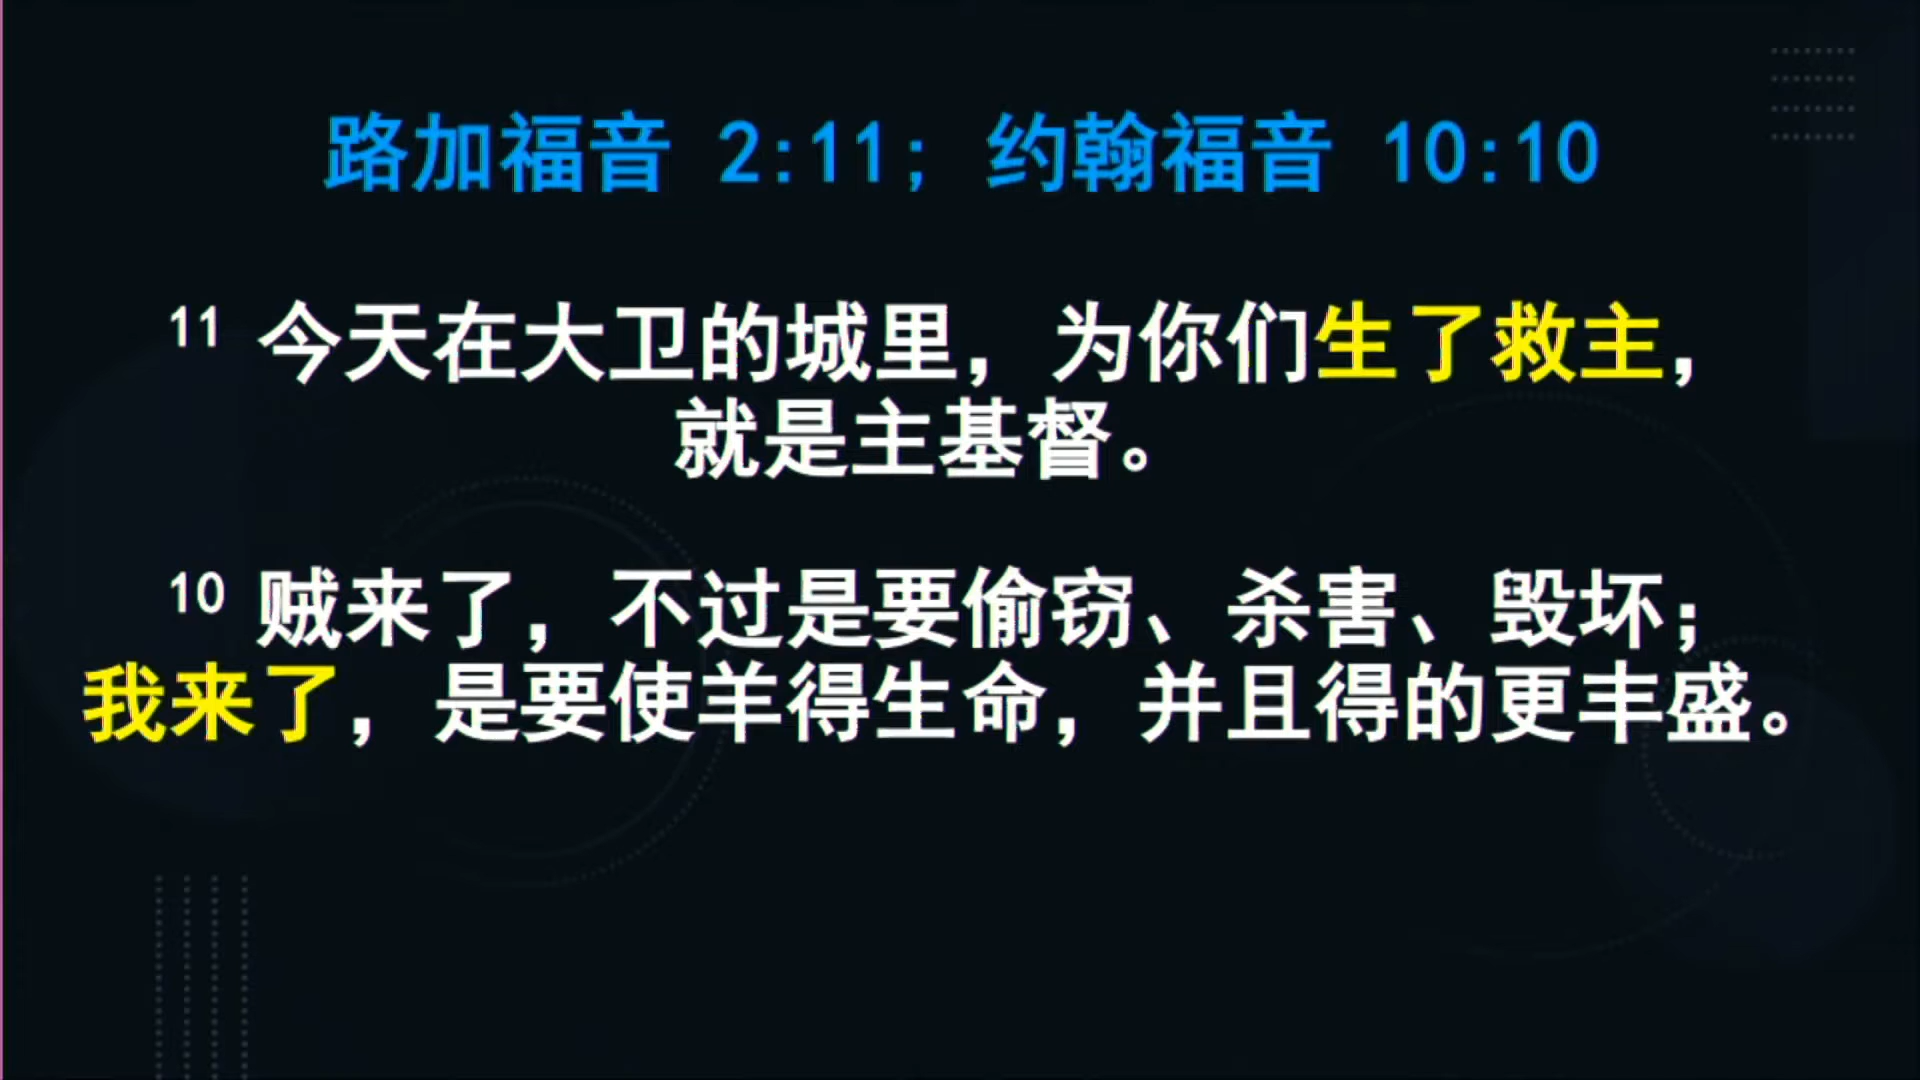 路加福音 2:11; 约翰福音 10:10
11 今天在大卫的城里，为你们生了救主，
就是主基督。
10 贼来了，不过是要偷窃、杀害、毁坏；
我来了，是要使羊得生命，并且得的更丰盛。